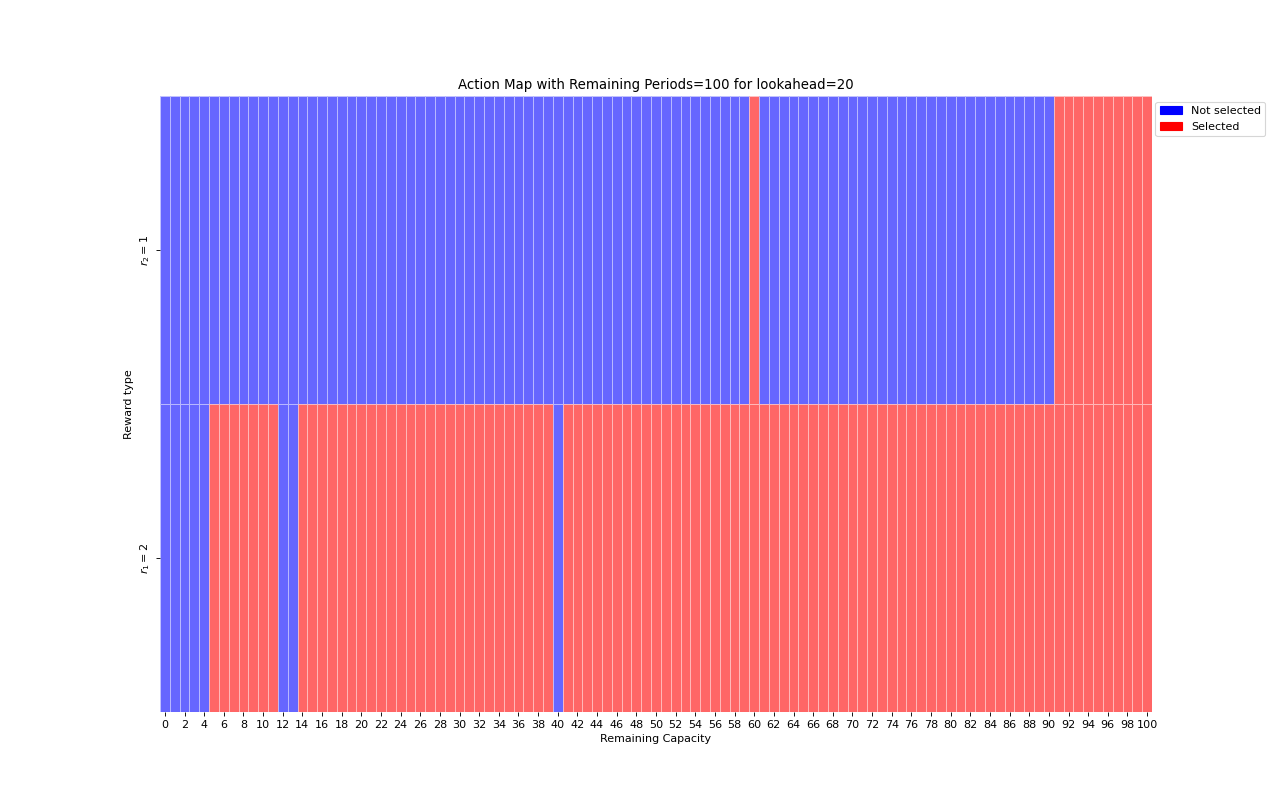 Action Map with Remaining Periods=100 for lookahead=20
Not selected
Selected
r₂ = 1
Reward type
r₁ = 2
0 2 4 6 8 10 12 14 16 18 20 22 24 26 28 30 32 34 36 38 40 42 44 46 48 50 52 54 56 58 60 62 64 66 68 70 72 74 76 78 80 82 84 86 88 90 92 94 96 98 100
Remaining Capacity